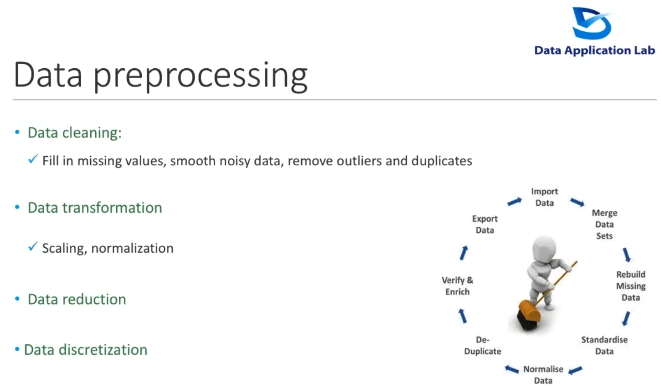 Data Application Lab
Data preprocessing
• Data cleaning:
✓ Fill in missing values, smooth noisy data, remove outliers and duplicates
• Data transformation
✓ Scaling, normalization
• Data reduction
• Data discretization
Import
Data
Merge
Data
Sets
Rebuild
Missing
Data
Standardise
Data
Normalise
Data
De-
Duplicate
Verify &
Enrich
Export
Data